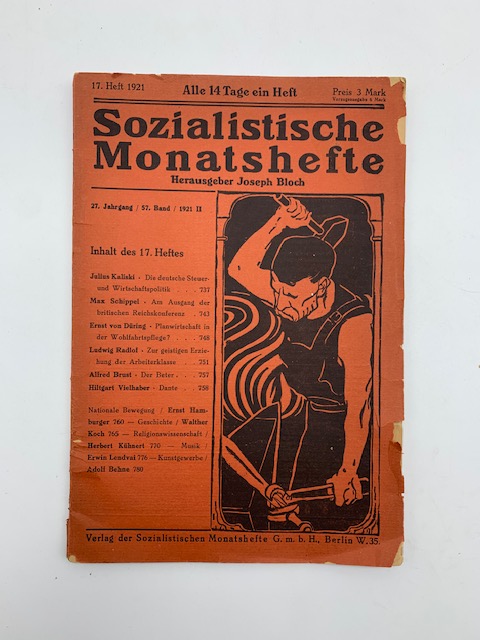 17. Heft 1921
Alle 14 Tage ein Heft
Preis 3 Mark
Sozialistische
Monatshefte
Herausgeber Joseph Bloch
27. Jahrgang / 57. Band / 1921 II
Inhalt des 17. Heftes
Julius Kaliski · Die deutsche Steuer-
und Wirtschaftspolitik . . . 737
Max Schippel · Am Ausgang der
britischen Reichskonferenz . 743
Ernst von Düring · Planwirtschaft in
der Wohlfahrtspflege? . . . 748
Ludwig Radlof · Zur geistigen Erzie-
hung der Arbeiterklasse . . . 751
Alfred Brust · Der Beter . . . . 757
Hiltgart Vielhaber · Dante . . . 758
Nationale Bewegung / Ernst Ham-
burger 760 — Geschichte / Walther
Koch 765 — Religionswissenschaft /
Herbert Kühnert 770 — Musik /
Erwin Lendvai 776 — Kunstgewerbe /
Adolf Behne 780
Verlag der Sozialistischen Monatshefte G. m. b. H., Berlin W. 35.